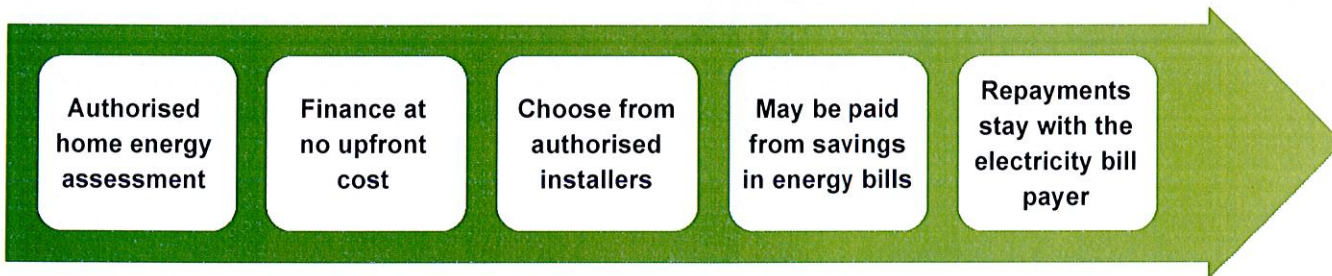 Authorised
home energy
assessment
Finance at
no upfront
cost
Choose from
authorised
installers
May be paid
from savings
in energy bills
Repayments
stay with the
electricity bill
payer